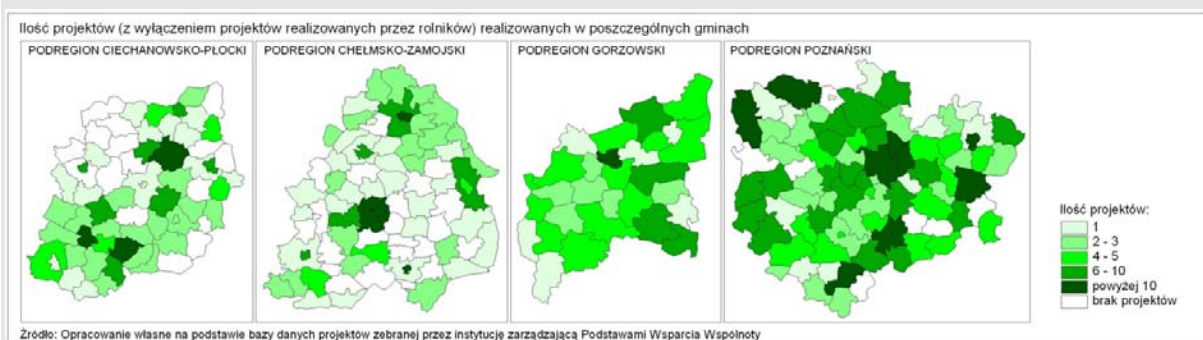 Ilość projektów (z wyłączeniem projektów realizowanych przez rolników) realizowanych w poszczególnych gminach
PODREGION CIECHANOWSKO-PŁOCKI
PODREGION CHEŁMSKO-ZAMOJSKI
PODREGION GORZOWSKI
PODREGION POZNAŃSKI
Ilość projektów:
1
2 - 3
4 - 5
6 - 10
powyżej 10
brak projektów
Źródło: Opracowanie własne na podstawie bazy danych projektów zebranej przez instytucję zarządzającą Podstawami Wsparcia Wspólnoty